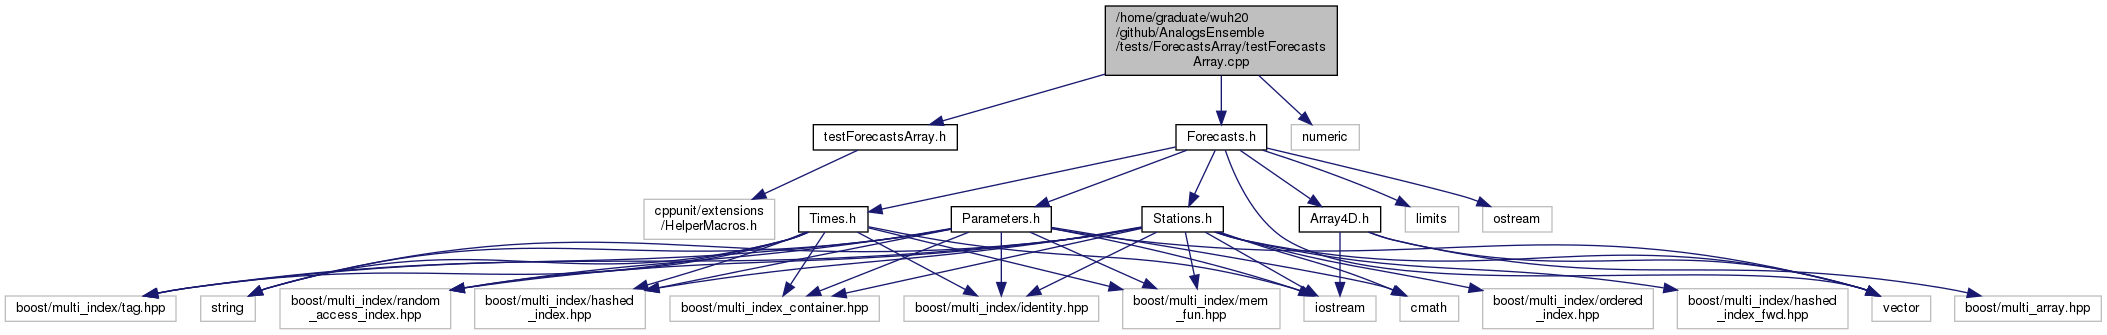 /home/graduate/wuh20
/github/AnalogsEnsemble
/tests/ForecastsArray/testForecasts
Array.cpp
testForecastsArray.h
Forecasts.h
numeric
cppunit/extensions
/HelperMacros.h
Times.h
Parameters.h
Stations.h
Array4D.h
limits
ostream
boost/multi_index/tag.hpp
string
boost/multi_index/random
_access_index.hpp
boost/multi_index/hashed
_index.hpp
boost/multi_index_container.hpp
boost/multi_index/identity.hpp
boost/multi_index/mem
_fun.hpp
iostream
cmath
boost/multi_index/ordered
_index.hpp
boost/multi_index/hashed
_index_fwd.hpp
vector
boost/multi_array.hpp